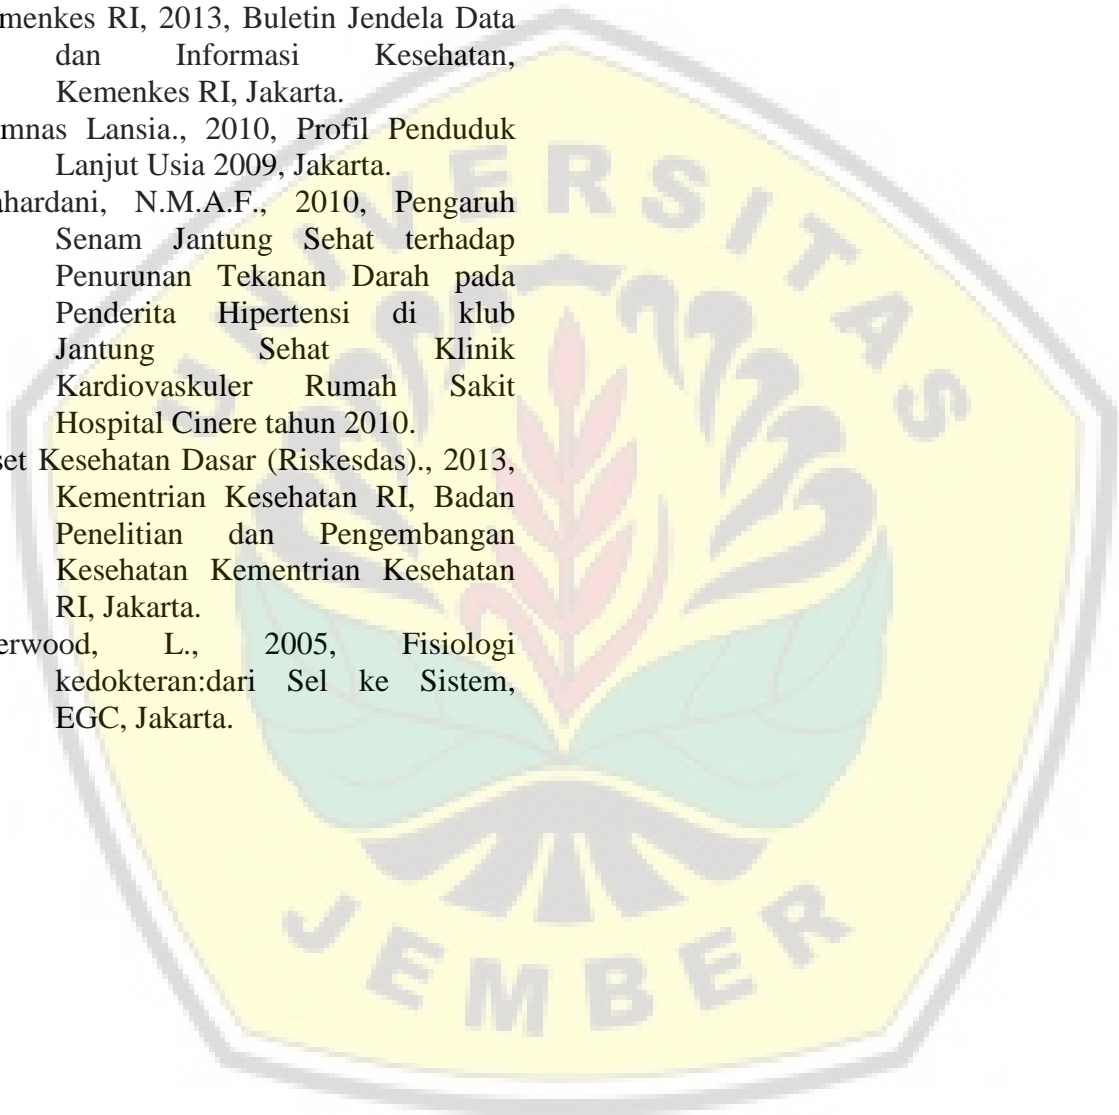 menkes RI, 2013, Buletin Jendela Data
dan Informasi Kesehatan,
Kemenkes RI, Jakarta.
mnas Lansia., 2010, Profil Penduduk
Lanjut Usia 2009, Jakarta.
ahardani, N.M.A.F., 2010, Pengaruh
Senam Jantung Sehat terhadap
Penurunan Tekanan Darah pada
Penderita Hipertensi di klub
Jantung Sehat Klinik
Kardiovaskuler Rumah Sakit
Hospital Cinere tahun 2010.
set Kesehatan Dasar (Riskesdas)., 2013,
Kementrian Kesehatan RI, Badan
Penelitian dan Pengembangan
Kesehatan Kementrian Kesehatan
RI, Jakarta.
erwood, L., 2005, Fisiologi
kedokteran:dari Sel ke Sistem,
EGC, Jakarta.
UNIVERSITAS
JEMBER